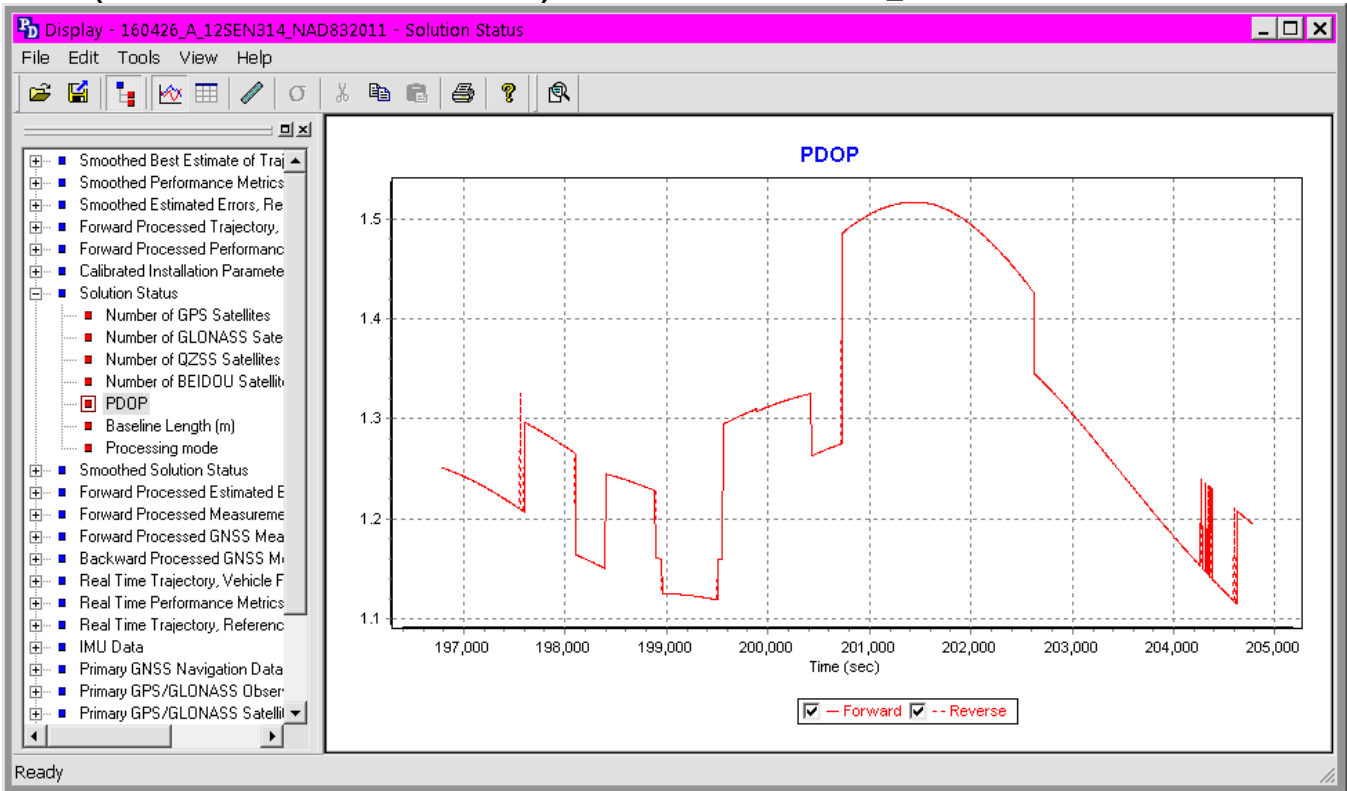 Display - 160426_A_12SEN314_NAD832011 - Solution Status
File Edit Tools View Help
Smoothed Best Estimate of Traj
Smoothed Performance Metrics
Smoothed Estimated Errors, Re
Forward Processed Trajectory,
Forward Processed Performanc
Calibrated Installation Paramete
Solution Status
Number of GPS Satellites
Number of GLONASS Sate
Number of QZSS Satellites
Number of BEIDOU Satellit
PDOP
Baseline Length (m)
Processing mode
Smoothed Solution Status
Forward Processed Estimated E
Forward Processed Measureme
Forward Processed GNSS Mea
Backward Processed GNSS Me
Real Time Trajectory, Vehicle F
Real Time Performance Metrics
Real Time Trajectory, Referenc
IMU Data
Primary GNSS Navigation Data
Primary GPS/GLONASS Obser
Primary GPS/GLONASS Satelli
PDOP
1.5
1.4
1.3
1.2
1.1
197,000 198,000 199,000 200,000 201,000 202,000 203,000 204,000 205,000
Time (sec)
Forward Reverse
Ready